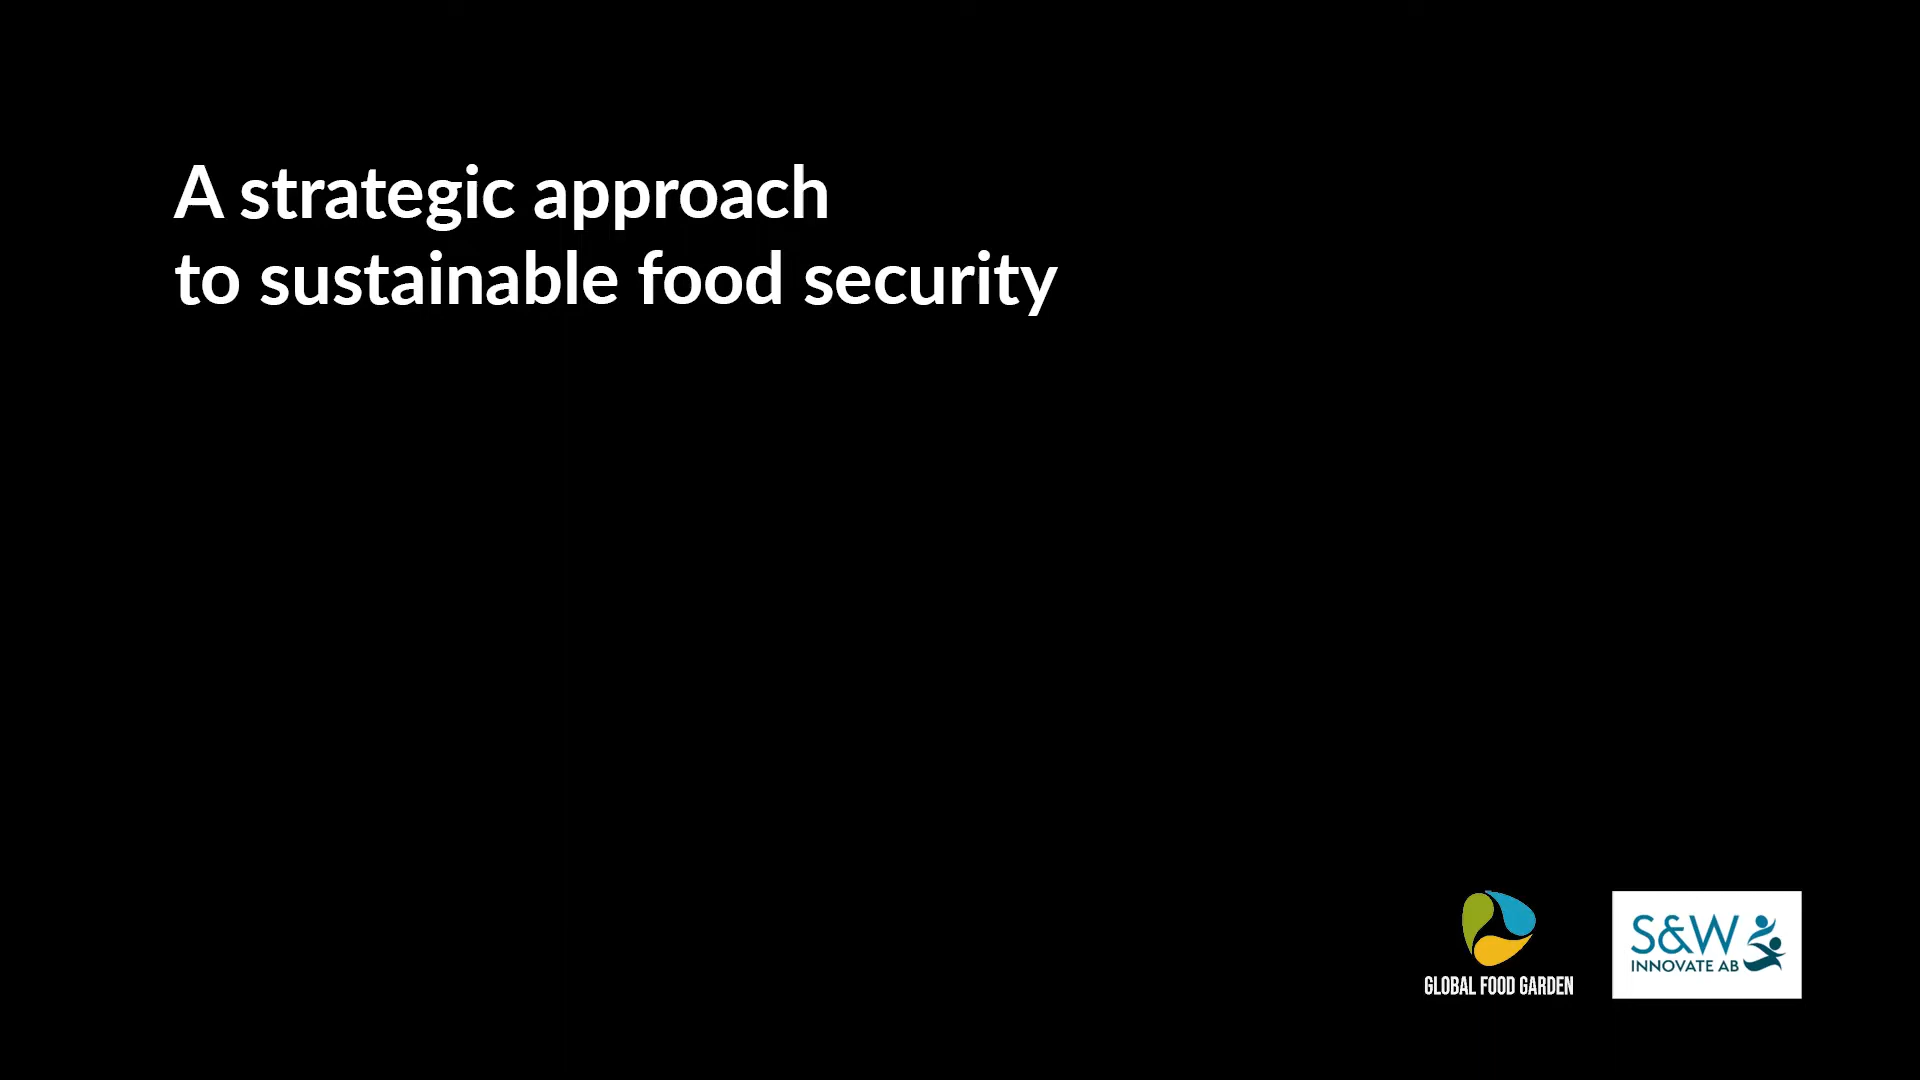 A strategic approach
to sustainable food security
GLOBAL FOOD GARDEN
S&W
INNOVATE AB